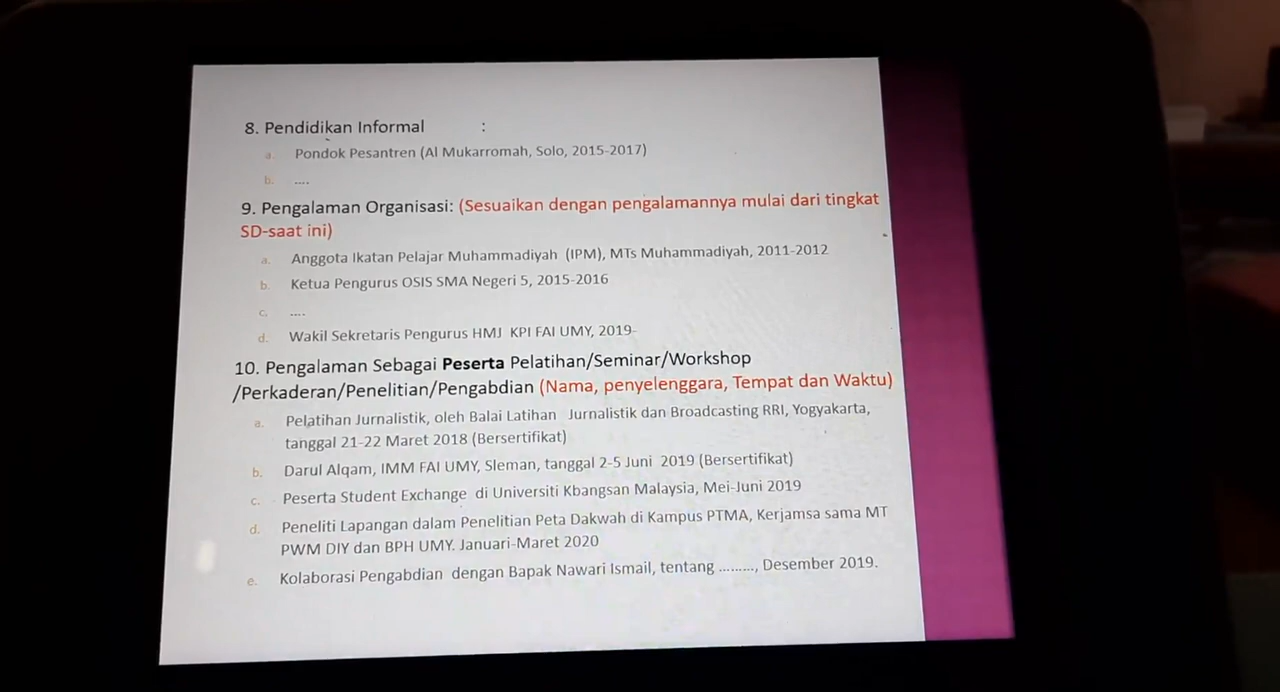 8. Pendidikan Informal :
a. Pondok Pesantren (Al Mukarromah, Solo, 2015-2017)
b. ....
9. Pengalaman Organisasi: (Sesuaikan dengan pengalamannya mulai dari tingkat
SD-saat ini)
a. Anggota Ikatan Pelajar Muhammadiyah (IPM), MTs Muhammadiyah, 2011-2012
b. Ketua Pengurus OSIS SMA Negeri 5, 2015-2016
c. ....
d. Wakil Sekretaris Pengurus HMJ KPI FAI UMY, 2019-
10. Pengalaman Sebagai Peserta Pelatihan/Seminar/Workshop
/Perkaderan/Penelitian/Pengabdian (Nama, penyelenggara, Tempat dan Waktu)
a. Pelatihan Jurnalistik, oleh Balai Latihan Jurnalistik dan Broadcasting RRI, Yogyakarta,
tanggal 21-22 Maret 2018 (Bersertifikat)
b. Darul Alqam, IMM FAI UMY, Sleman, tanggal 2-5 Juni 2019 (Bersertifikat)
c. Peserta Student Exchange di Universiti Kbangsan Malaysia, Mei-Juni 2019
d. Peneliti Lapangan dalam Penelitian Peta Dakwah di Kampus PTMA, Kerjamsa sama MT
PWM DIY dan BPH UMY. Januari-Maret 2020
e. Kolaborasi Pengabdian dengan Bapak Nawari Ismail, tentang ........., Desember 2019.